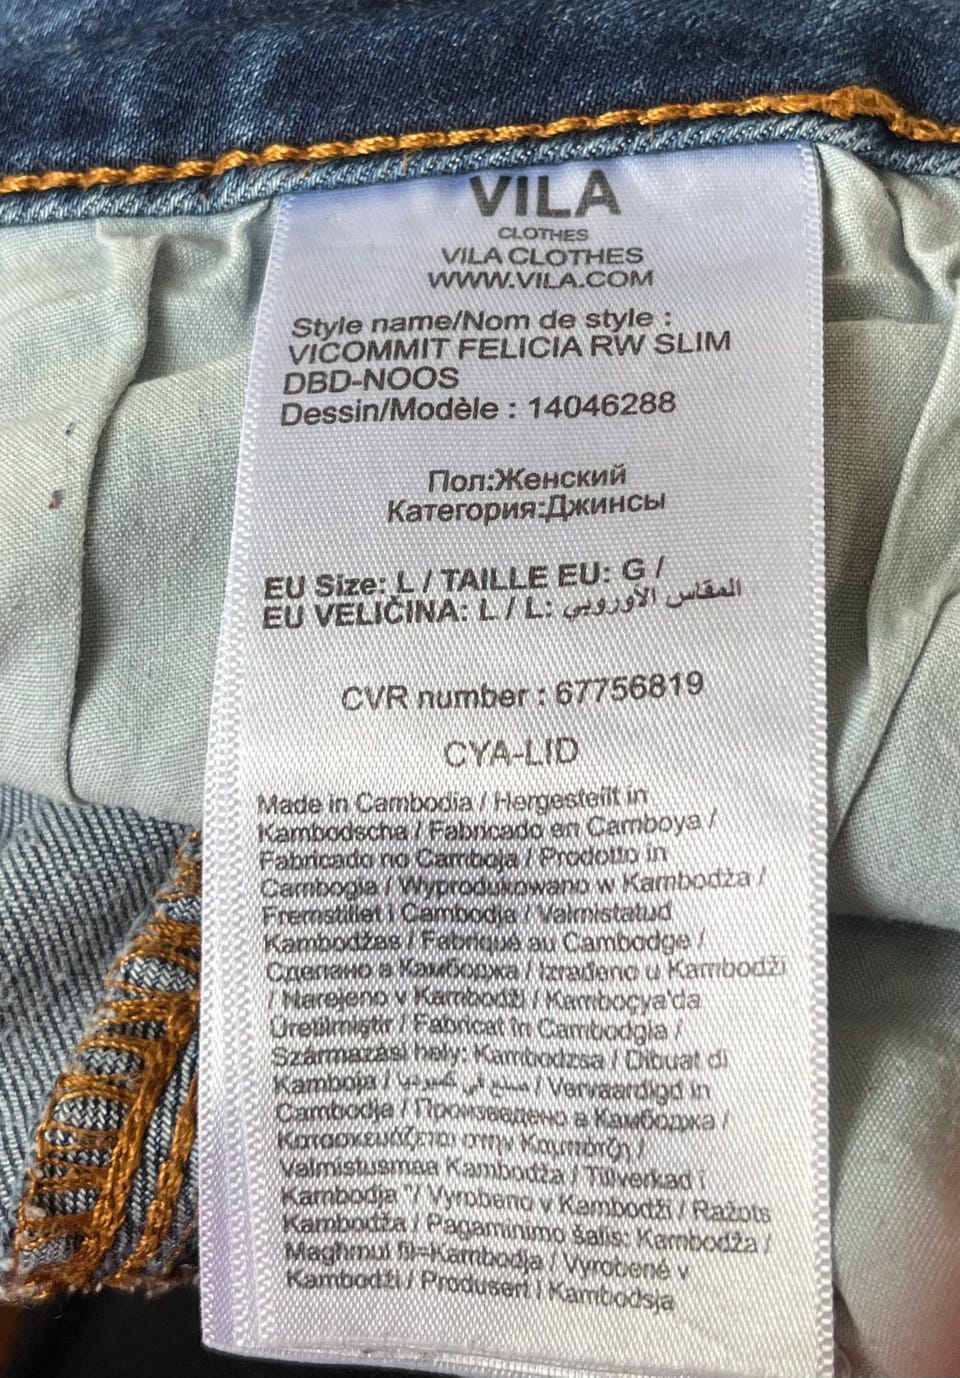 VILA
CLOTHES
VILA CLOTHES
WWW.VILA.COM
Style name/Nom de style :
VICOMMIT FELICIA RW SLIM
DBD-NOOS
Dessin/Modèle : 14046288
Пол:Женский
Категория:Джинсы
EU Size: L / TAILLE EU: G /
EU VELIČINA: L / L: المقاس الأوروبي
CVR number : 67756819
CYA-LID
Made in Cambodia / Hergestellt in
Kambodscha / Fabricado en Camboya /
Fabricado no Camboja / Prodotto in
Cambogia / Wyprodukowano w Kambodża /
Fremstillet i Cambodja / Valmistatud
Kambodžas / Fabriqué au Cambodge /
Сделано в Камбоджа / Izrađeno u Kambodži
/ Narejeno v Kambodži / Kamboçya'da
Üretilmiştir / Fabricat în Cambodgia /
Származási hely: Kambodzsa / Dibuat di
Kamboja / صنع في كمبوديا / Vervaardigd in
Cambodja / Произведено в Камбоджа /
Κατασκευάζεται στην Καμπότζη /
Valmistusmaa Kambodža / Tillverkad i
Kambodja "/ Vyrobeno v Kambodži / Ražots
Kambodža / Pagaminimo šalis: Kambodža /
Magħmul fil=Kambodja / Vyrobené v
Kambodži / Produsert i Kambodsja